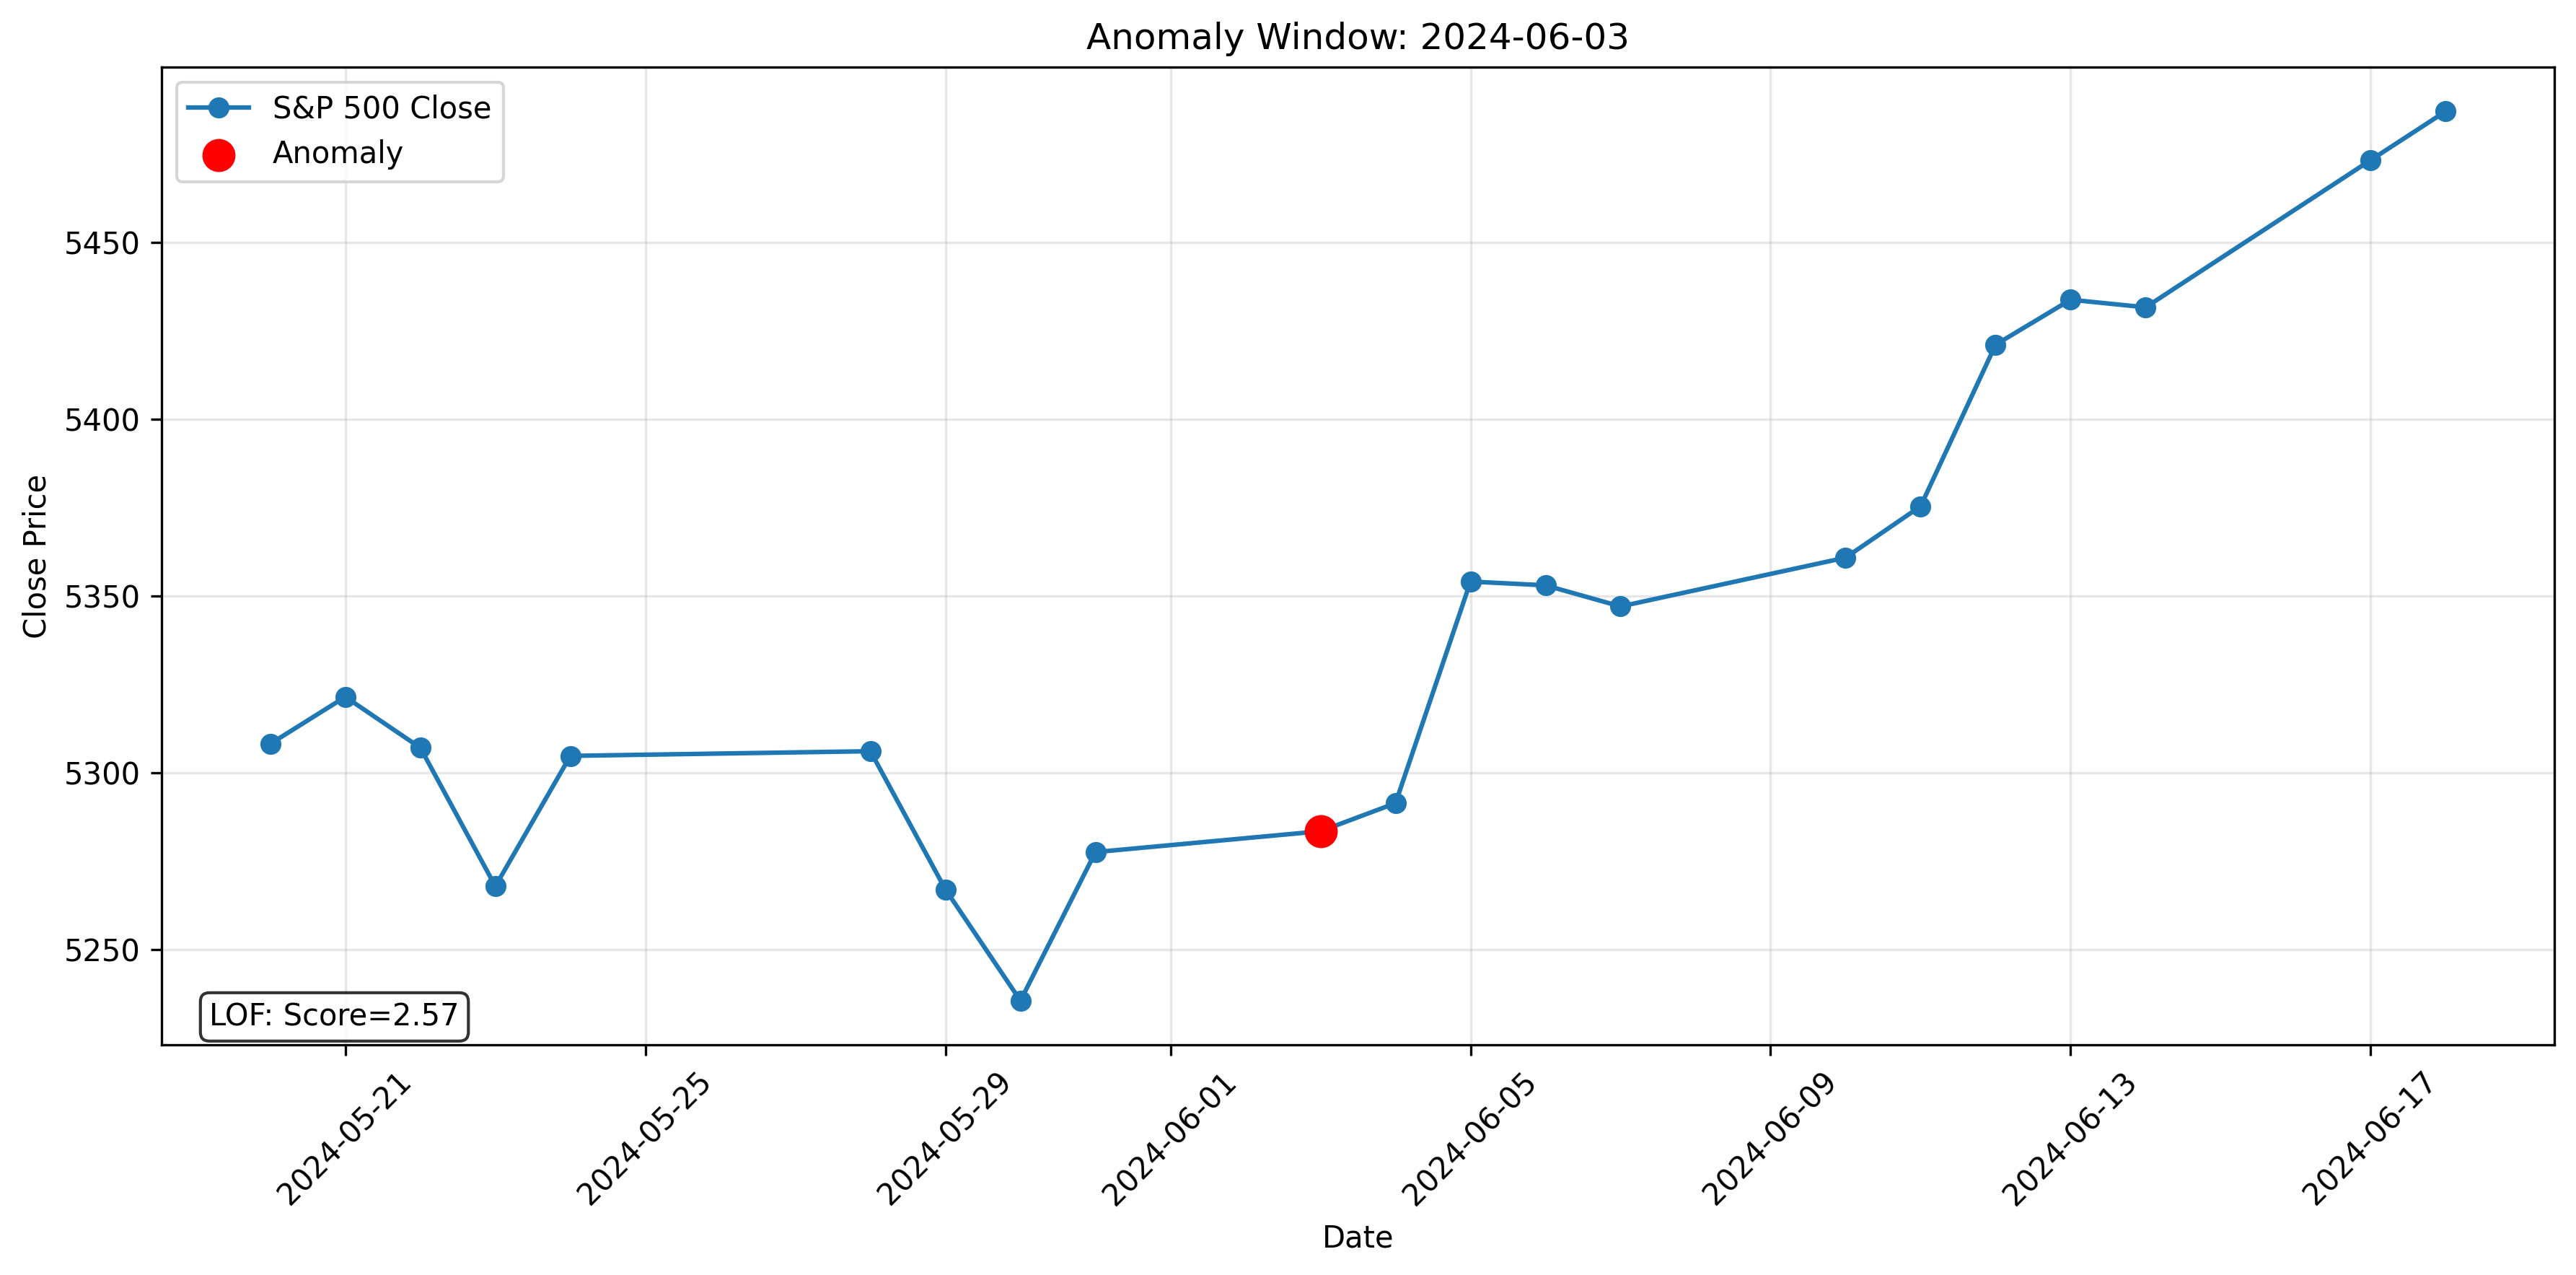 Anomaly Window: 2024-06-03
S&P 500 Close
Anomaly
Close Price
5450
5400
5350
5300
5250
LOF: Score=2.57
2024-05-21
2024-05-25
2024-05-29
2024-06-01
2024-06-05
2024-06-09
2024-06-13
2024-06-17
Date